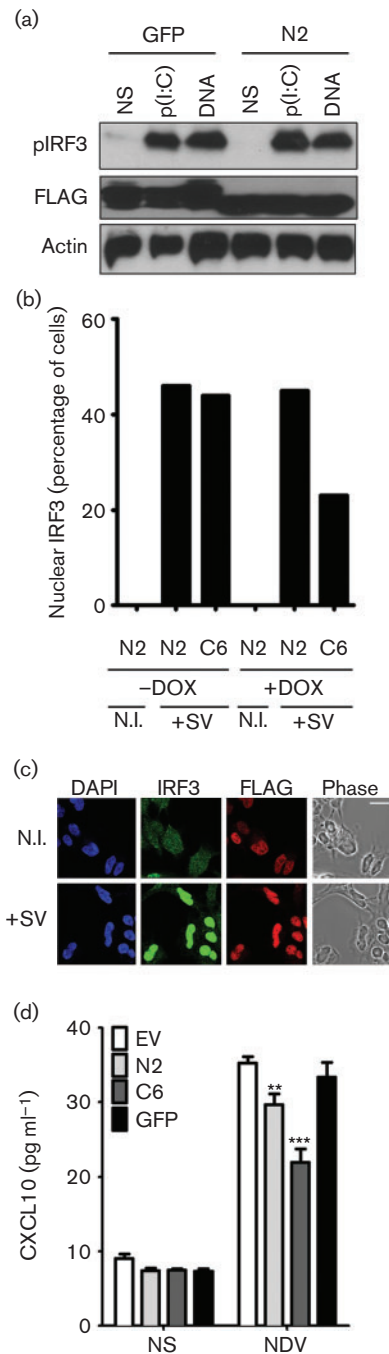 (a)
GFP N2
NS p(I:C) DNA NS p(I:C) DNA
pIRF3
FLAG
Actin
(b)
Nuclear IRF3 (percentage of cells)
60
40
20
0
N2 N2 C6 N2 N2 C6
–DOX +DOX
N.I. +SV N.I. +SV
(c)
DAPI IRF3 FLAG Phase
N.I.
+SV
(d)
CXCL10 (pg ml−1)
40
30
20
10
0
EV
N2
C6
GFP
**
***
NS NDV